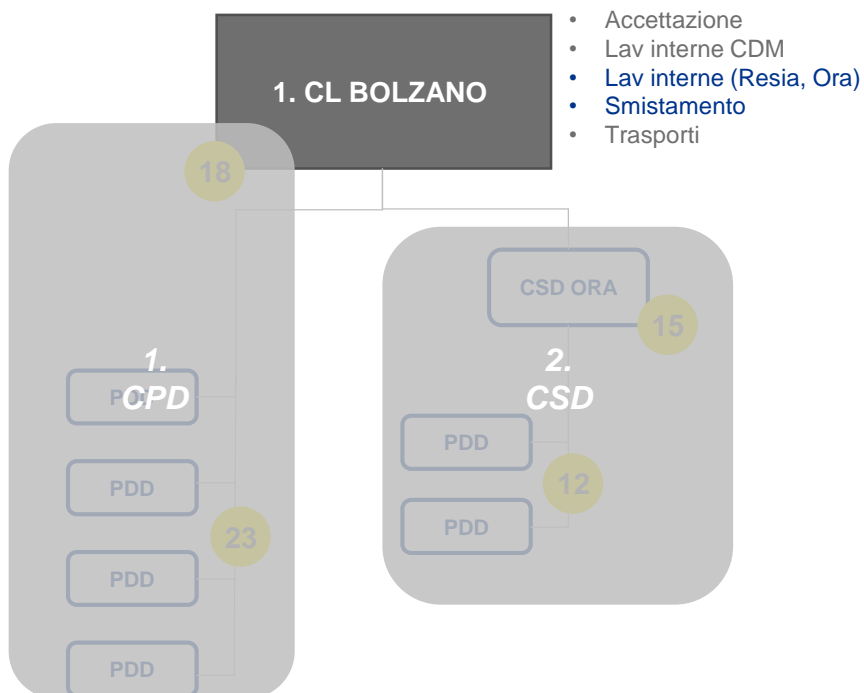 1. CL BOLZANO
• Accettazione
• Lav interne CDM
• Lav interne (Resia, Ora)
• Smistamento
• Trasporti
18
CSD ORA
15
1.
CPD
2.
CSD
PDD
PDD
12
PDD
PDD
23
PDD
PDD
PDD